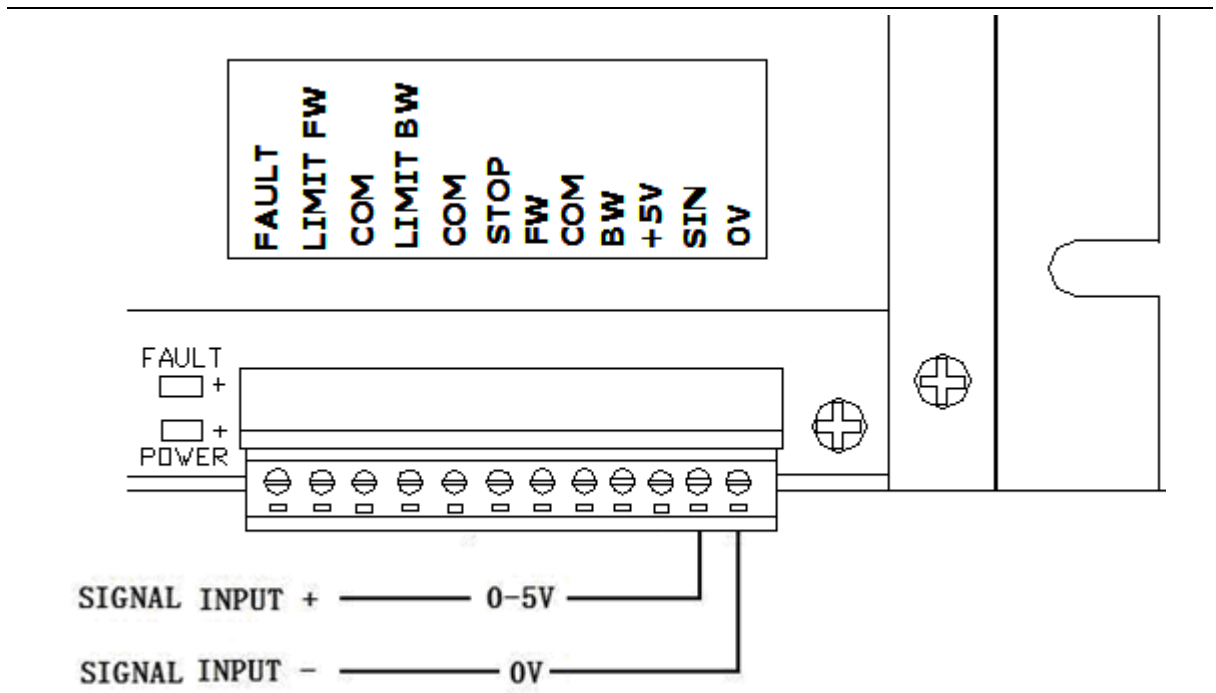 FAULT
LIMIT FW
COM
LIMIT BW
COM
STOP
FW
COM
BW
+5V
SIN
0V
FAULT
+
+
POWER
SIGNAL INPUT + 0-5V
SIGNAL INPUT - 0V